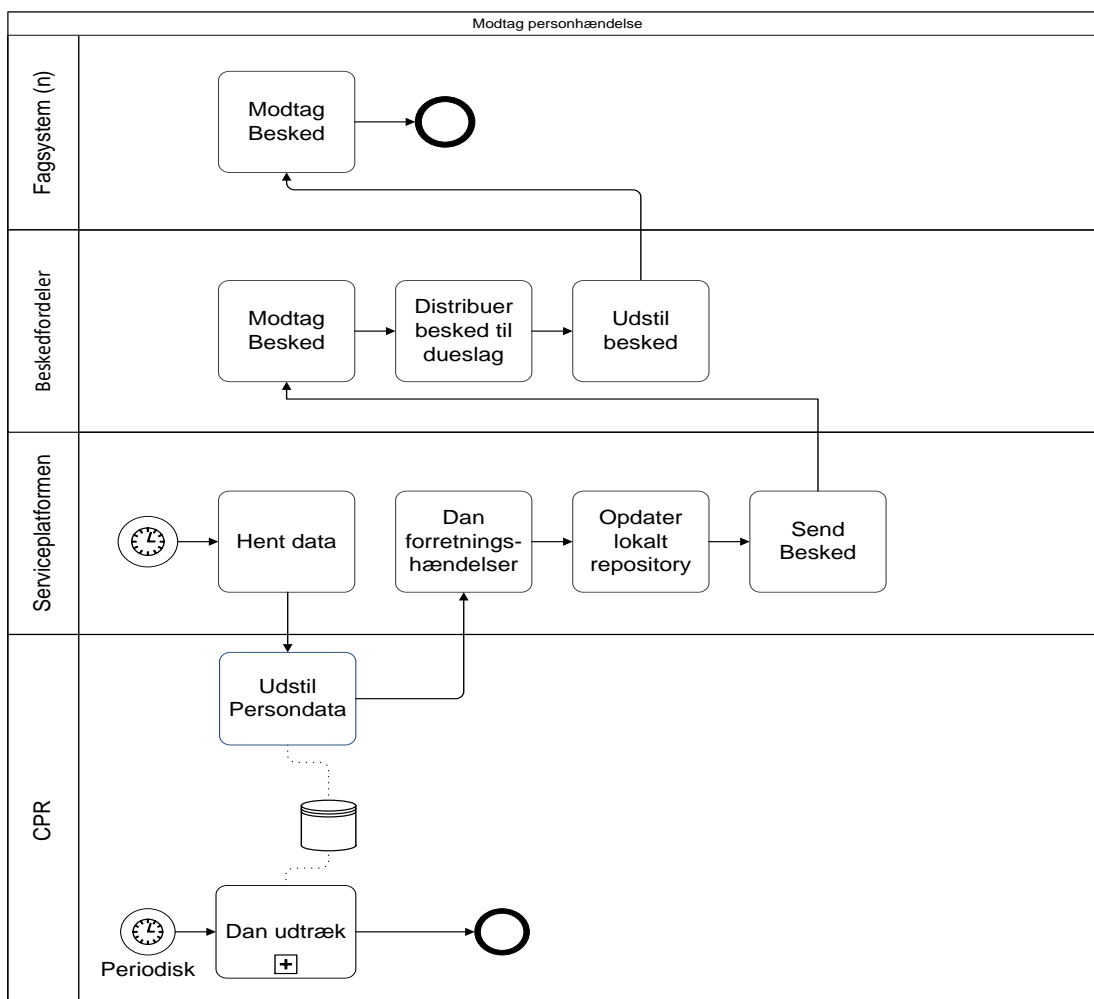 Modtag personhændelse
Fagsystem (n)
Modtag
Besked
Beskedfordeler
Modtag
Besked
Distribuer
besked til
dueslag
Udstil
besked
Serviceplatformen
Hent data
Dan
forretnings-
hændelser
Opdater
lokalt
repository
Send
Besked
CPR
Udstil
Persondata
Dan udtræk
Periodisk